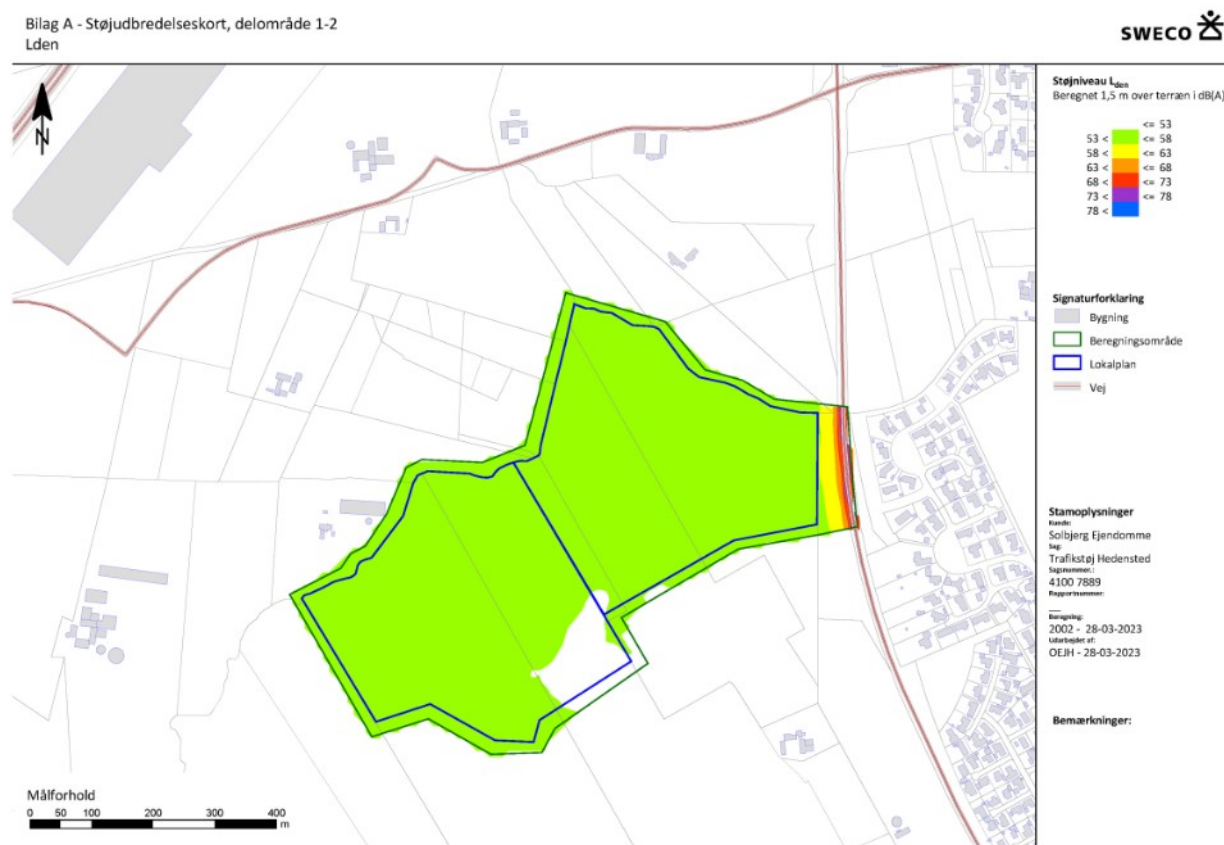 Bilag A - Støjudbredelseskort, delområde 1-2
Lden
SWECO
N
Støjniveau Lden
Beregnet 1,5 m over terræn i dB(A)
<= 53
53 < <= 58
58 < <= 63
63 < <= 68
68 < <= 73
73 < <= 78
78 <
Signaturforklaring
Bygning
Beregningsområde
Lokalplan
Vej
Stamoplysninger
Kunde:
Solbjerg Ejendomme
Sag:
Trafikstøj Hedensted
Sagsnummer.:
4100 7889
Rapportnummer:
Beregning:
2002 - 28-03-2023
Udarbejdet af:
OEJH - 28-03-2023
Bemærkninger:
Målforhold
0 50 100 200 300 400
m